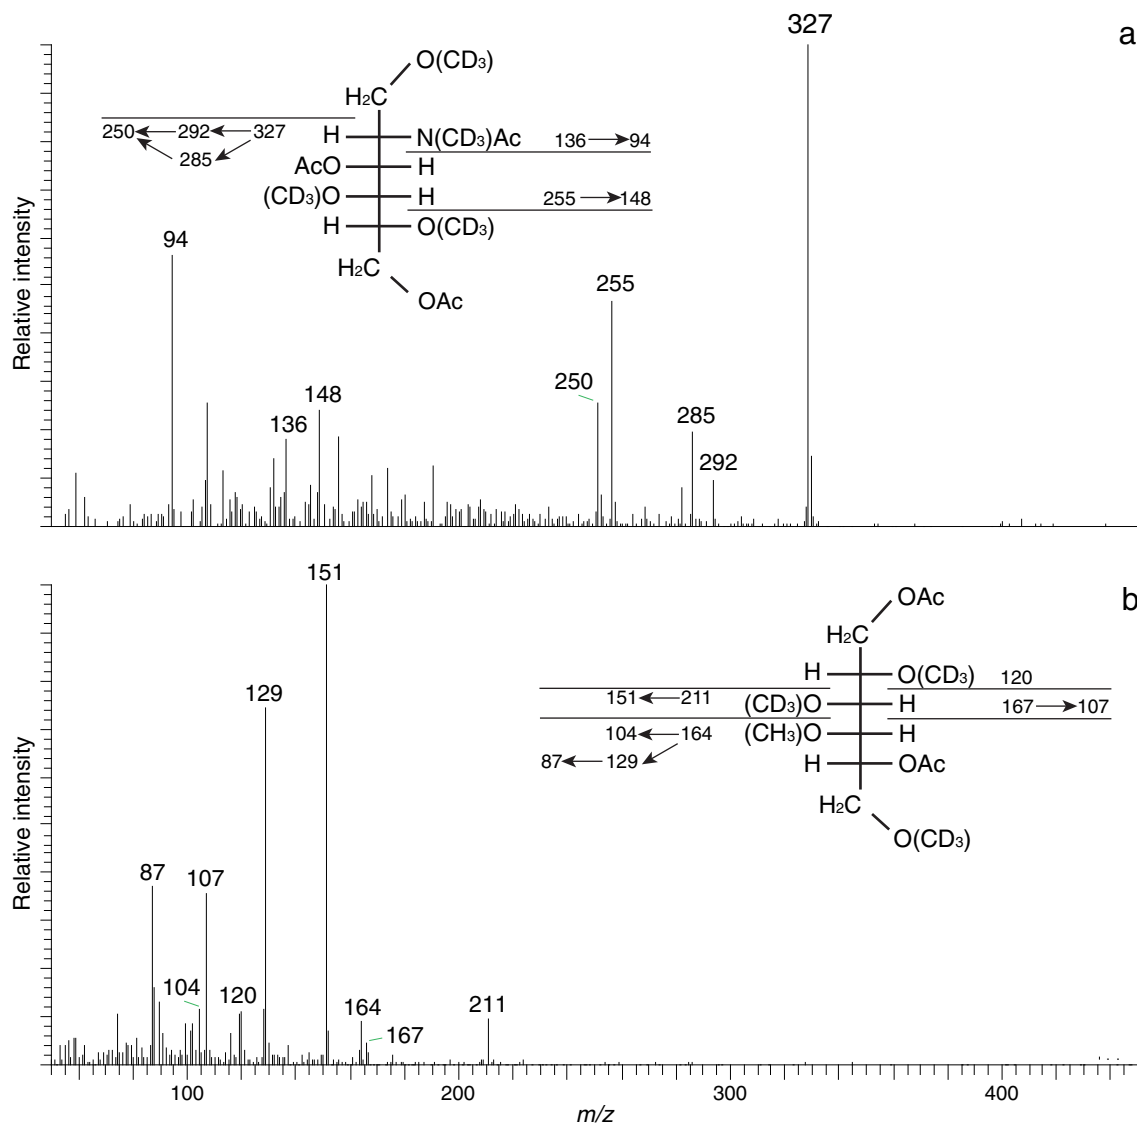 327
a
O(CD3)
H2C
250 292 327
H N(CD3)Ac 136 94
285
AcO H
(CD3)O H 255 148
94
H O(CD3)
H2C
OAc
255
250
148
285
136
292
Relative intensity
151
b
OAc
H2C
H O(CD3) 120
129
151 211 (CD3)O H 167 107
104 164 (CH3)O H
87 129 H OAc
H2C
O(CD3)
87 107
104 120
164 211
167
Relative intensity
100 200 300 400
m/z